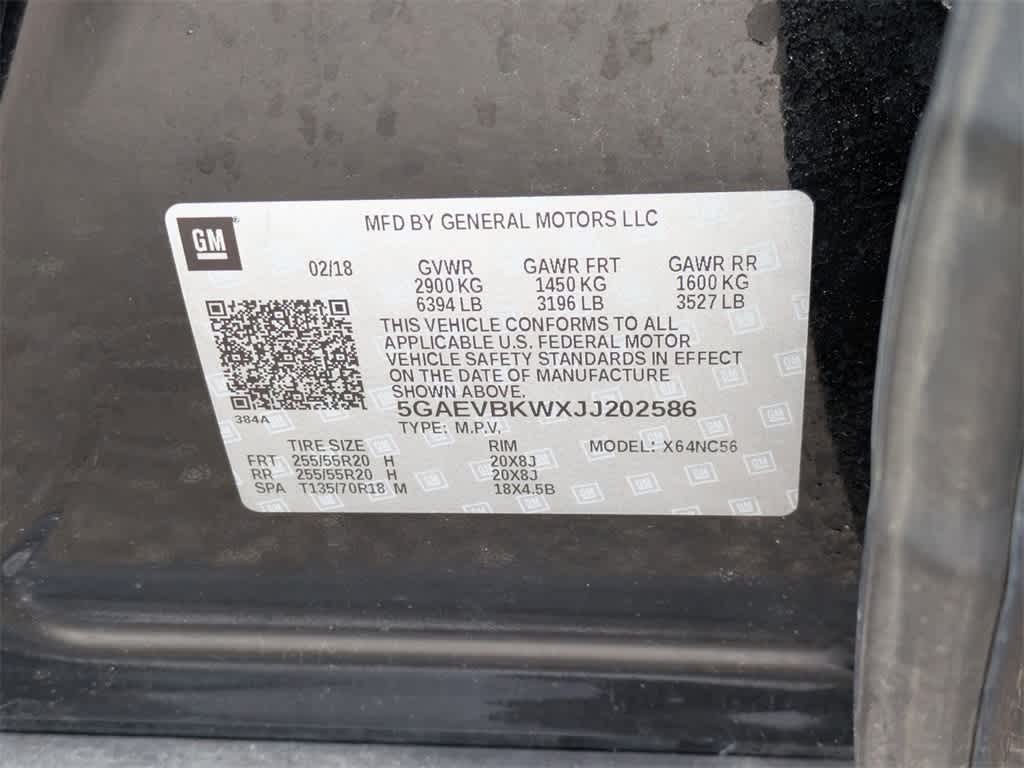 GM
MFD BY GENERAL MOTORS LLC
02/18 GVWR GAWR FRT GAWR RR
2900 KG 1450 KG 1600 KG
6394 LB 3196 LB 3527 LB
THIS VEHICLE CONFORMS TO ALL
APPLICABLE U.S. FEDERAL MOTOR
VEHICLE SAFETY STANDARDS IN EFFECT
ON THE DATE OF MANUFACTURE
SHOWN ABOVE.
5GAEVBKWXJJ202586
384A
TYPE: M.P.V.
TIRE SIZE RIM MODEL: X64NC56
FRT 255/55R20 H 20X8J
RR 255/55R20 H 20X8J
SPA T135/70R18 M 18X4.5B